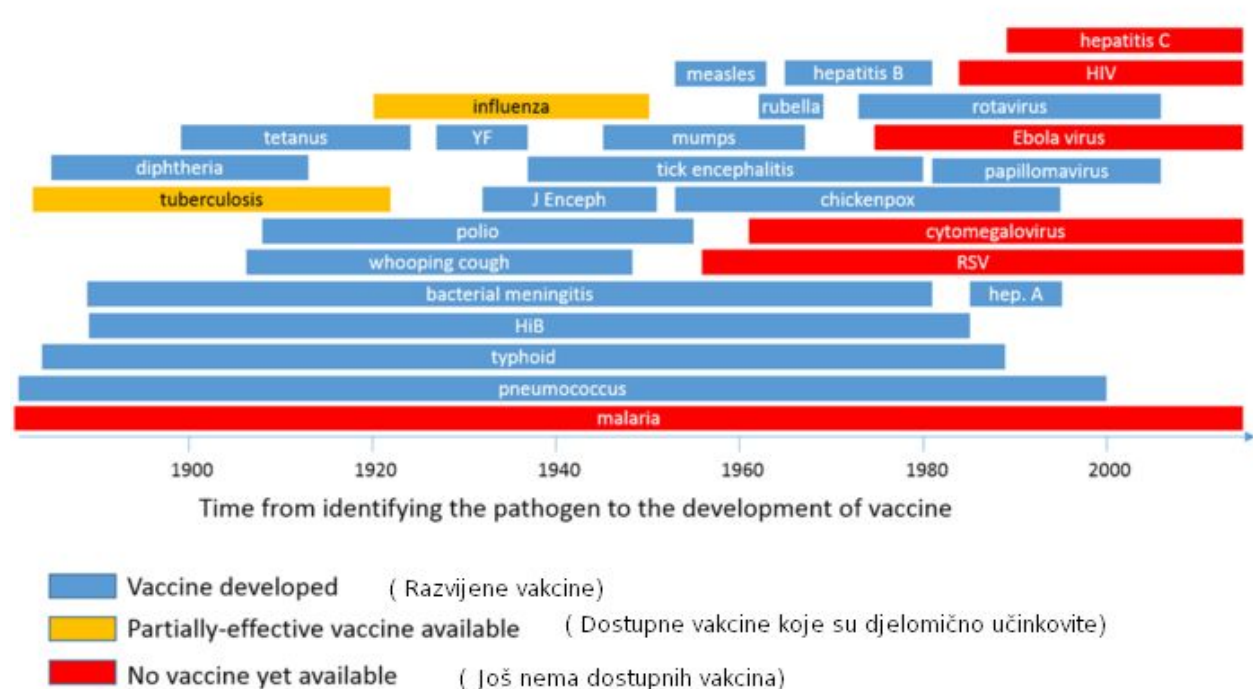 hepatitis C
measles hepatitis B HIV
influenza rubella rotavirus
tetanus YF mumps Ebola virus
diphtheria tick encephalitis papillomavirus
tuberculosis J Enceph chickenpox
polio cytomegalovirus
whooping cough RSV
bacterial meningitis hep. A
HiB
typhoid
pneumococcus
malaria
1900 1920 1940 1960 1980 2000
Time from identifying the pathogen to the development of vaccine
Vaccine developed ( Razvijene vakcine)
Partially-effective vaccine available ( Dostupne vakcine koje su djelomično učinkovite)
No vaccine yet available ( Još nema dostupnih vakcina)